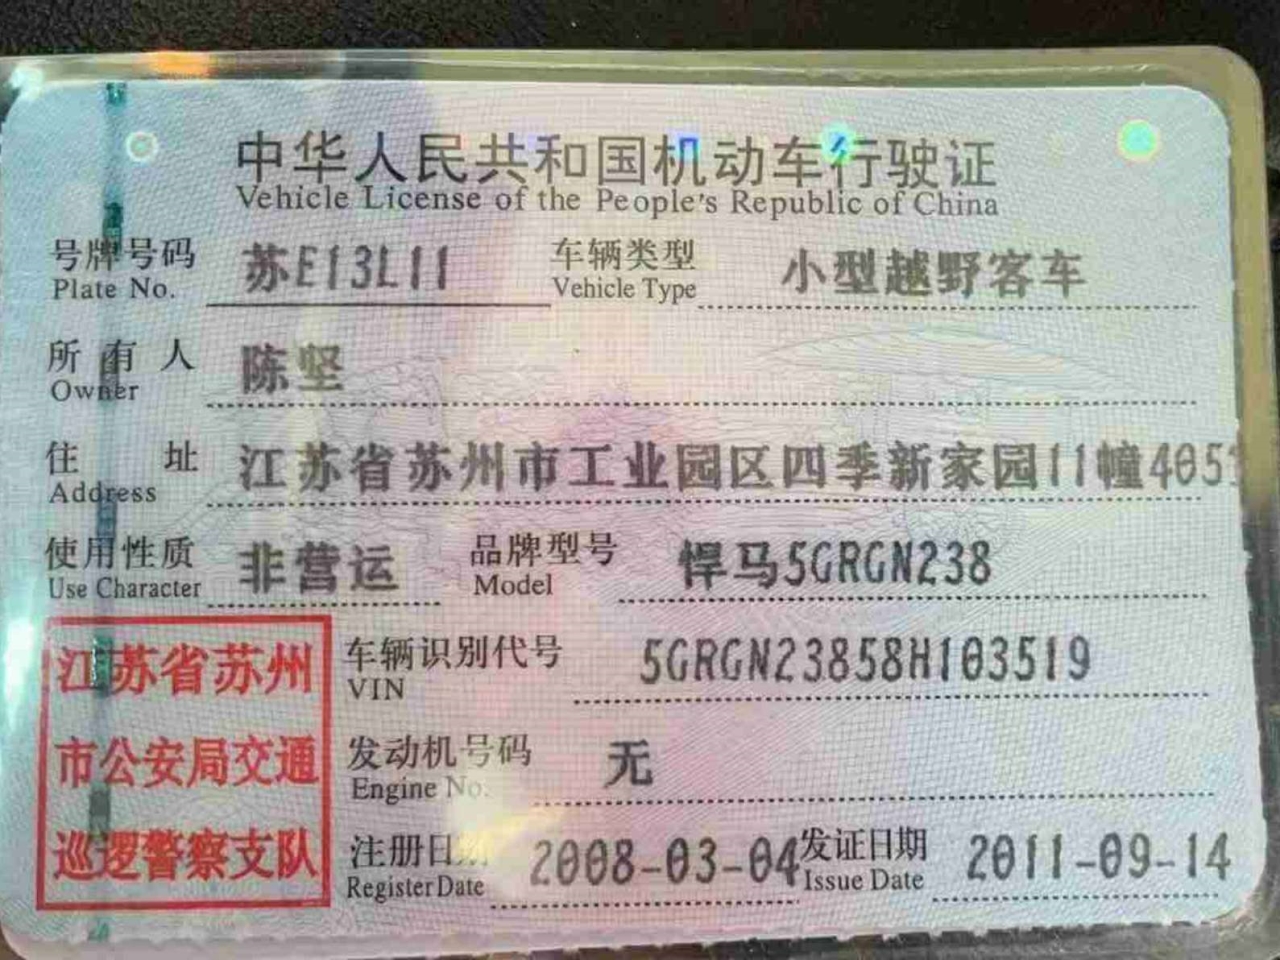 中华人民共和国机动车行驶证
Vehicle License of the People's Republic of China
号牌号码 苏E13L11 车辆类型 小型越野客车
Plate No. Vehicle Type
所有人 陈坚
Owner
住址 江苏省苏州市工业园区四季新家园11幢405
Address
使用性质 非营运 品牌型号 悍马5GRGN238
Use Character Model
江苏省苏州
市公安局交通
巡逻警察支队
车辆识别代号 5GRGN23858H103519
VIN
发动机号码 无
Engine No.
注册日期 2008-03-04 发证日期 2011-09-14
Register Date Issue Date